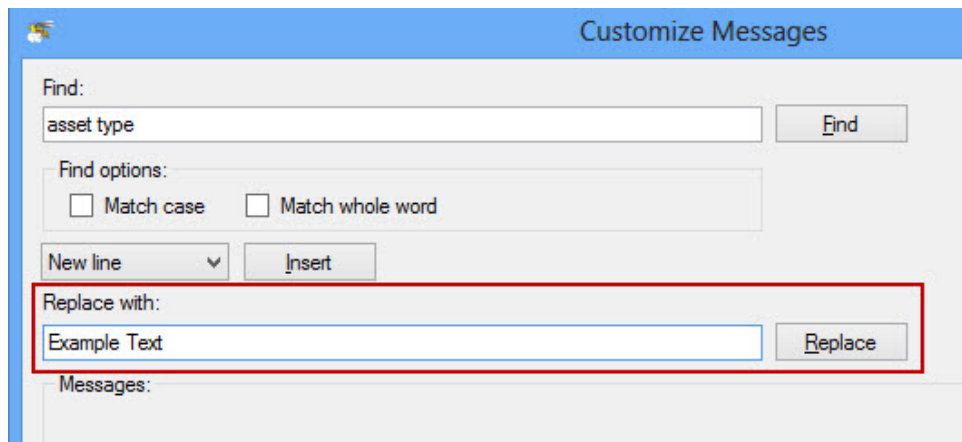 Customize Messages
Find:
asset type
Find
Find options:
Match case Match whole word
New line Insert
Replace with:
Example Text Replace
Messages: